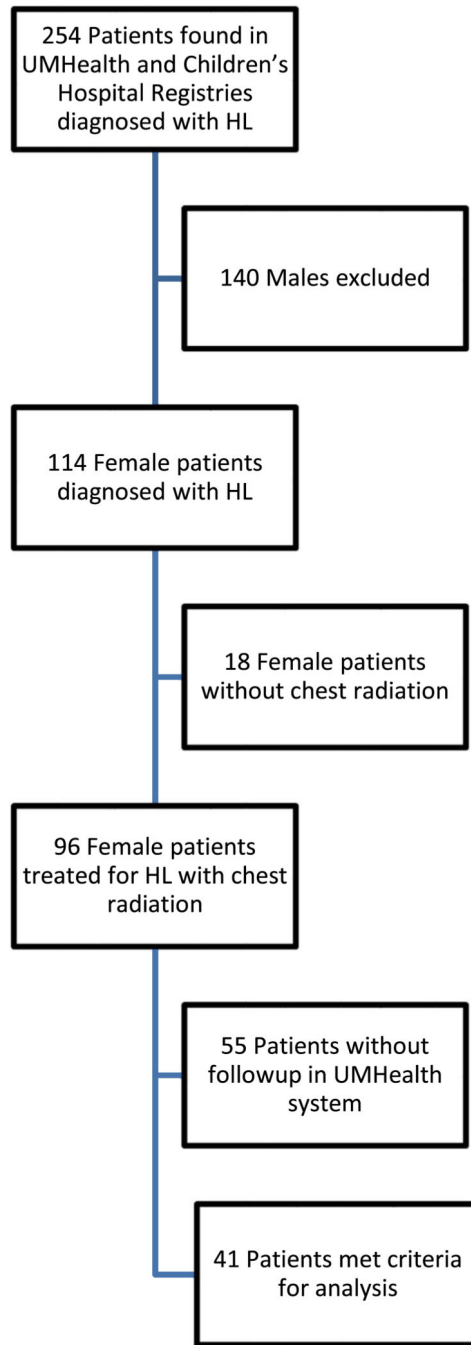 254 Patients found in
UMHealth and Children's
Hospital Registries
diagnosed with HL
140 Males excluded
114 Female patients
diagnosed with HL
18 Female patients
without chest radiation
96 Female patients
treated for HL with chest
radiation
55 Patients without
followup in UMHealth
system
41 Patients met criteria
for analysis